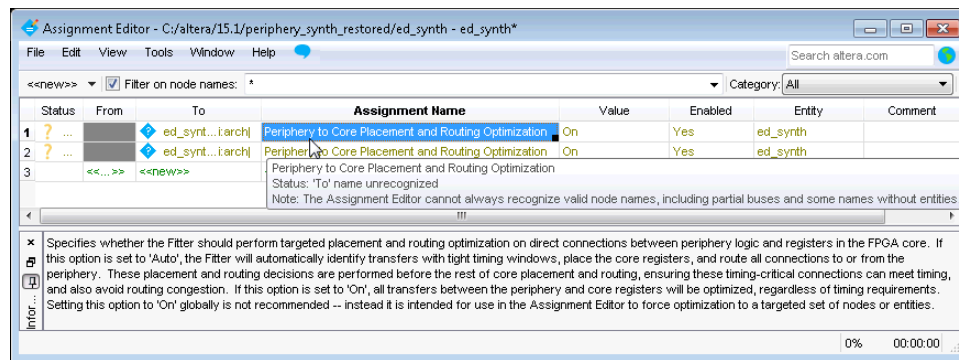 Assignment Editor - C:/altera/15.1/periphery_synth_restored/ed_synth - ed_synth*
File Edit View Tools Window Help Search altera.com
<<new>> Filter on node names: * Category: All
Status From To Assignment Name Value Enabled Entity Comment
1 ? ... ed_synt...i:arch| Periphery to Core Placement and Routing Optimization On Yes ed_synth
2 ? ... ed_synt...i:arch| Periphery to Core Placement and Routing Optimization On Yes ed_synth
3 <<...>> <<new>>
Periphery to Core Placement and Routing Optimization
Status: 'To' name unrecognized
Note: The Assignment Editor cannot always recognize valid node names, including partial buses and some names without entities
Specifies whether the Fitter should perform targeted placement and routing optimization on direct connections between periphery logic and registers in the FPGA core. If
this option is set to 'Auto', the Fitter will automatically identify transfers with tight timing windows, place the core registers, and route all connections to or from the
periphery. These placement and routing decisions are performed before the rest of core placement and routing, ensuring these timing-critical connections can meet timing,
and also avoid routing congestion. If this option is set to 'On', all transfers between the periphery and core registers will be optimized, regardless of timing requirements.
Setting this option to 'On' globally is not recommended -- instead it is intended for use in the Assignment Editor to force optimization to a targeted set of nodes or entities.
Infor...
0% 00:00:00